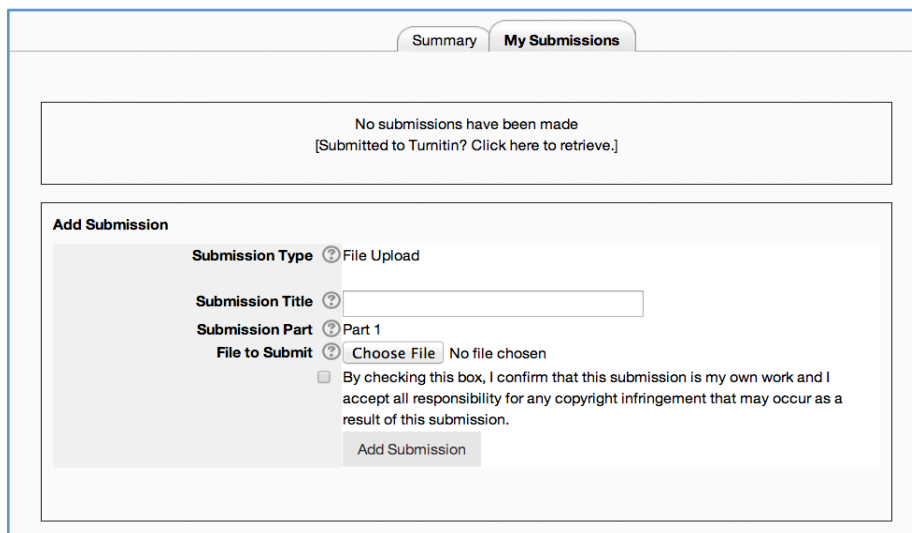 Summary My Submissions
No submissions have been made
[Submitted to Turnitin? Click here to retrieve.]
Add Submission
Submission Type ? File Upload
Submission Title ?
Submission Part ? Part 1
File to Submit ? Choose File No file chosen
By checking this box, I confirm that this submission is my own work and I
accept all responsibility for any copyright infringement that may occur as a
result of this submission.
Add Submission